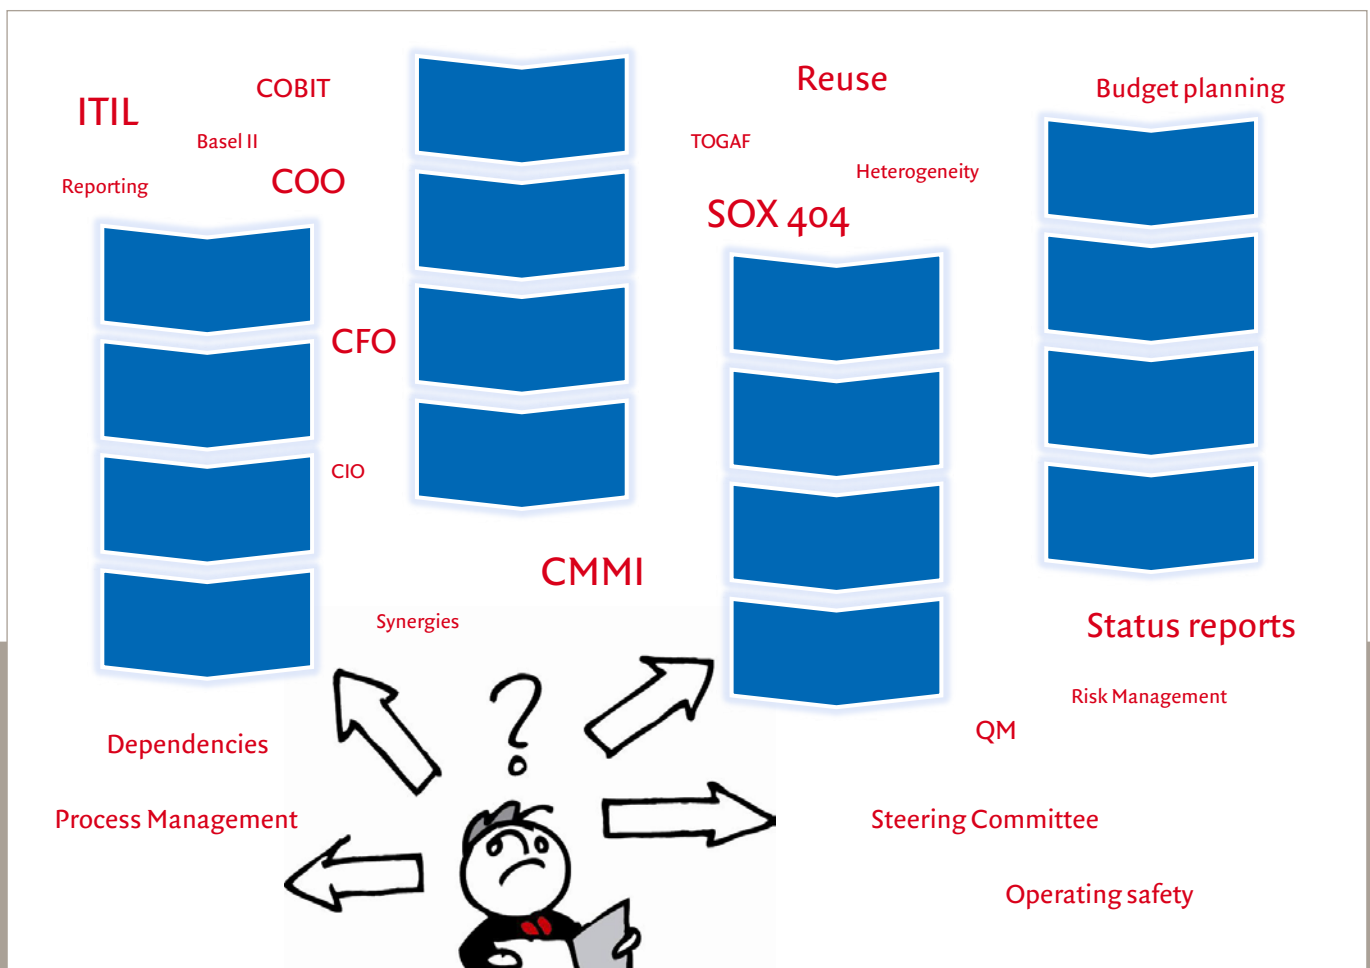 Reuse
COBIT
Budget planning
ITIL
Basel II
TOGAF
Heterogeneity
Reporting
COO
SOX 404
CFO
CIO
CMMI
Synergies
Status reports
Risk Management
QM
Dependencies
Process Management
Steering Committee
Operating safety
?